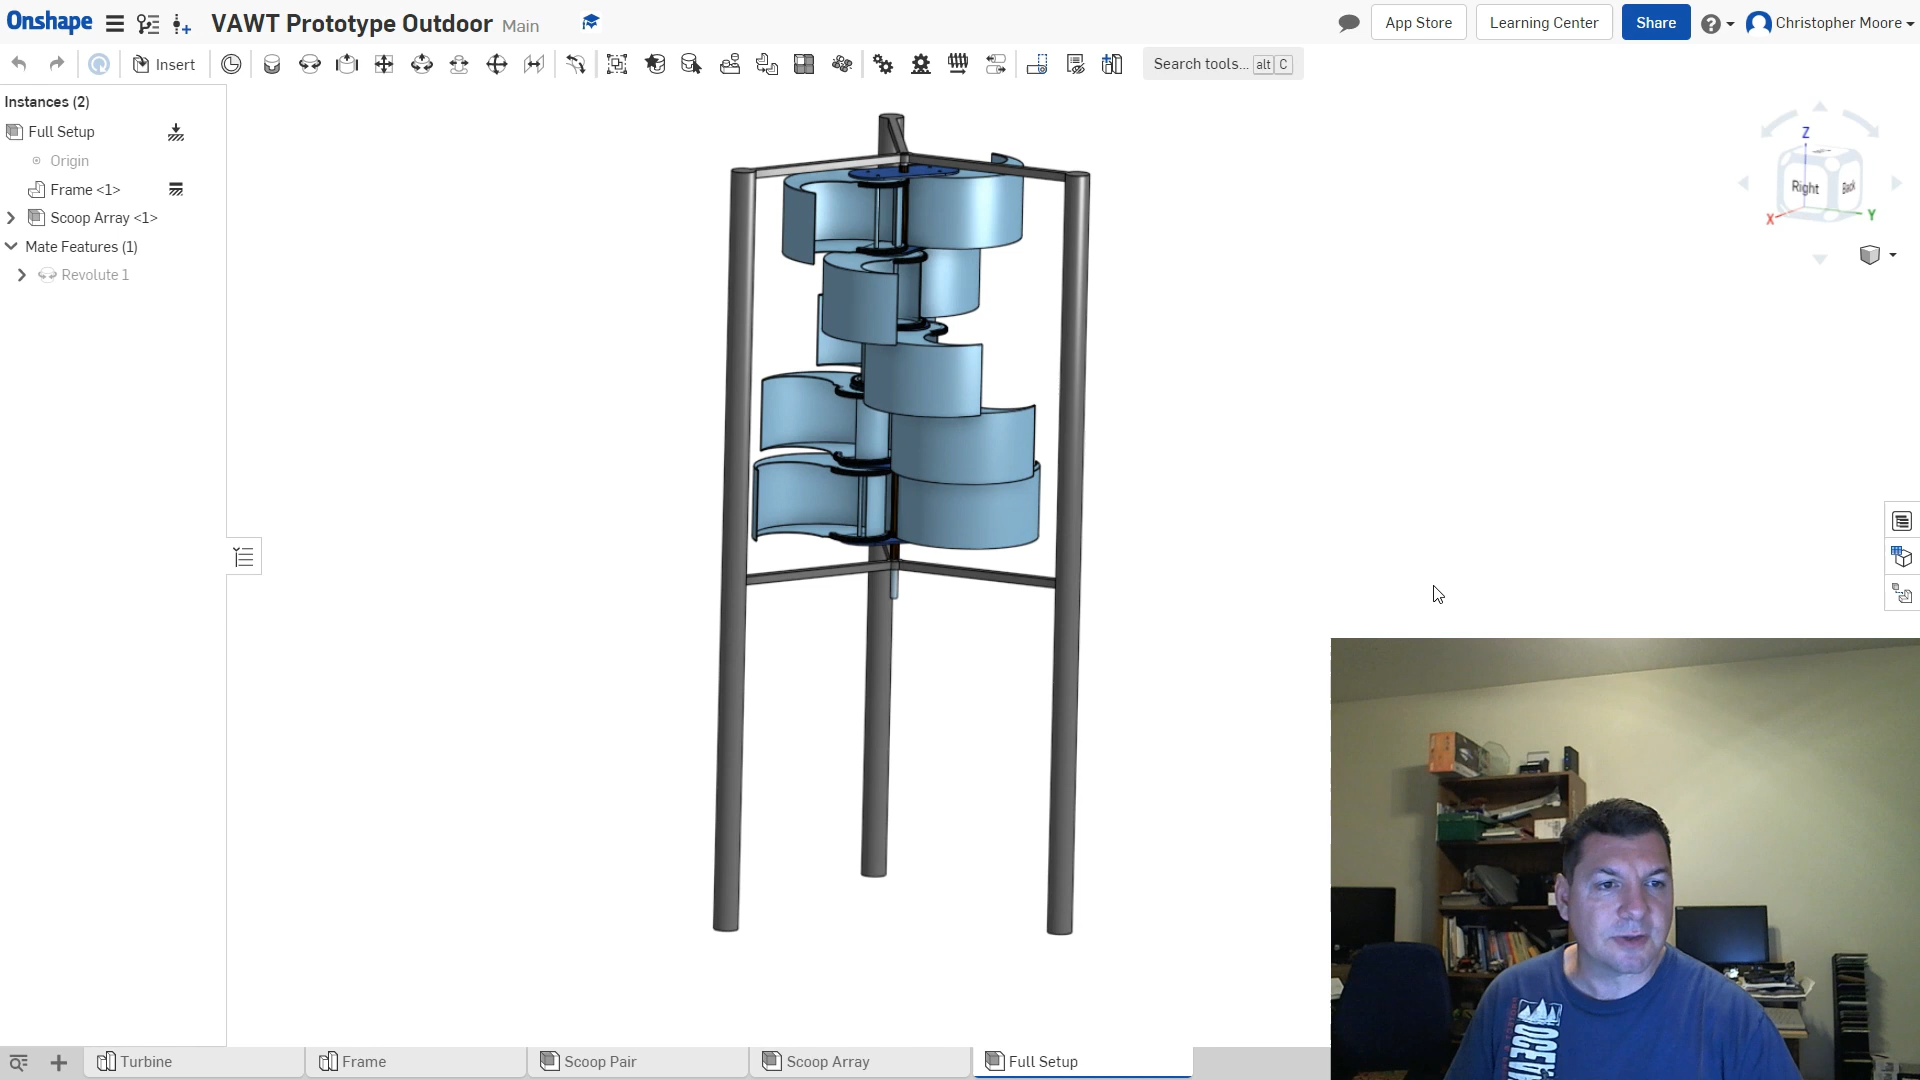 Onshape
VAWT Prototype Outdoor Main
App Store
Learning Center
Share
Christopher Moore
Insert
Search tools... alt C
Instances (2)
Full Setup
Origin
Frame <1>
Scoop Array <1>
Mate Features (1)
Revolute 1
Z
Right
Back
X
Y
Turbine
Frame
Scoop Pair
Scoop Array
Full Setup